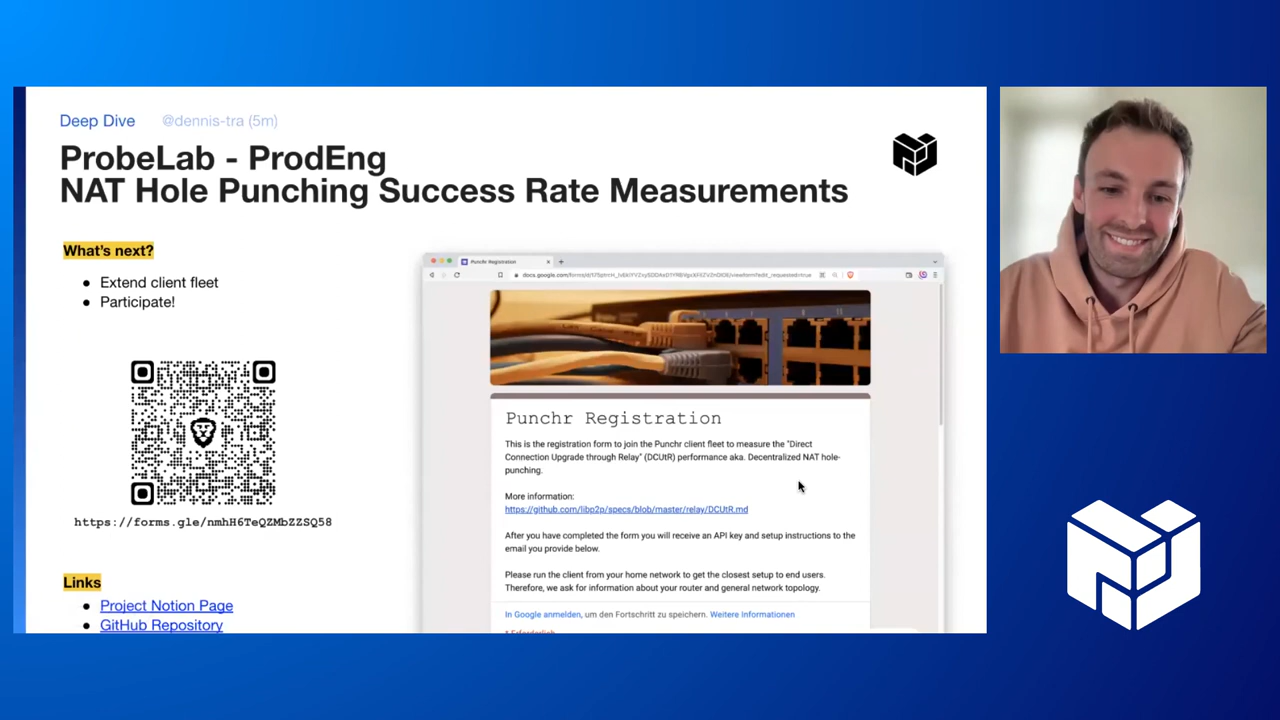 Deep Dive @dennis-tra (5m)
ProbeLab - ProdEng
NAT Hole Punching Success Rate Measurements
What's next?
● Extend client fleet
● Participate!
https://forms.gle/nmhH6TeQZMbZZSQ58
Links
● Project Notion Page
● GitHub Repository
Punchr Registration
Punchr Registration
This is the registration form to join the Punchr client fleet to measure the "Direct
Connection Upgrade through Relay" (DCUtR) performance aka. Decentralized NAT hole-
punching.
More information:
https://github.com/libp2p/specs/blob/master/relay/DCUtR.md
After you have completed the form you will receive an API key and setup instructions to the
email you provide below.
Please run the client from your home network to get the closest setup to end users.
Therefore, we ask for information about your router and general network topology.
In Google anmelden, um den Fortschritt zu speichern. Weitere Informationen
* Erforderlich